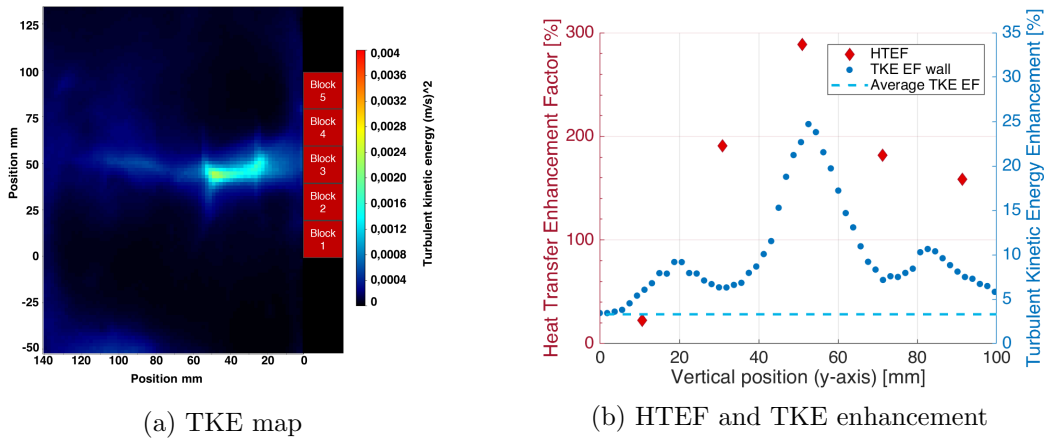 Position mm
125
100
75
50
25
0
-25
-50
140 120 100 80 60 40 20 0
Position mm
Block
5
Block
4
Block
3
Block
2
Block
1
0,004
0,0036
0,0028
0,0024
0,002
0,0016
0,0012
0,0008
0,0004
0
Turbulent kinetic energy (m/s)^2
(a) TKE map
Heat Transfer Enhancement Factor [%]
300
200
100
0
HTEF
TKE EF wall
Average TKE EF
35
30
25
20
15
10
5
0
Turbulent Kinetic Energy Enhancement [%]
0 20 40 60 80 100
Vertical position (y-axis) [mm]
(b) HTEF and TKE enhancement